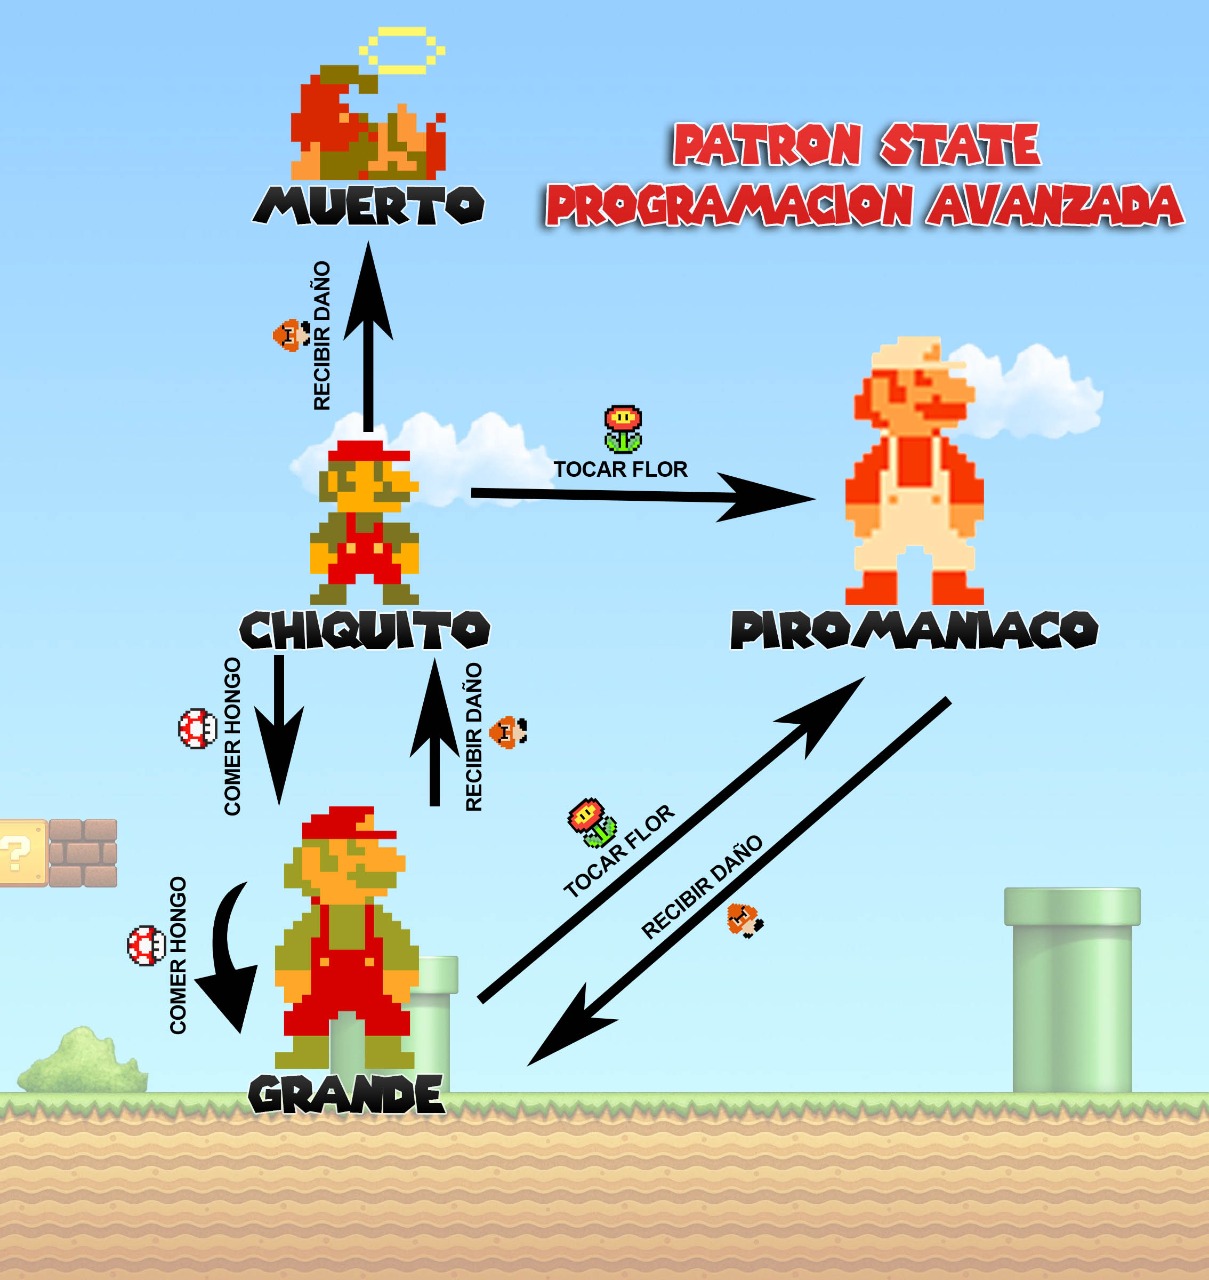 MUERTO
PATRON STATE
PROGRAMACION AVANZADA
RECIBIR DAÑO
TOCAR FLOR
CHIQUITO
PIROMANIACO
COMER HONGO
RECIBIR DAÑO
TOCAR FLOR
RECIBIR DAÑO
?
COMER HONGO
GRANDE